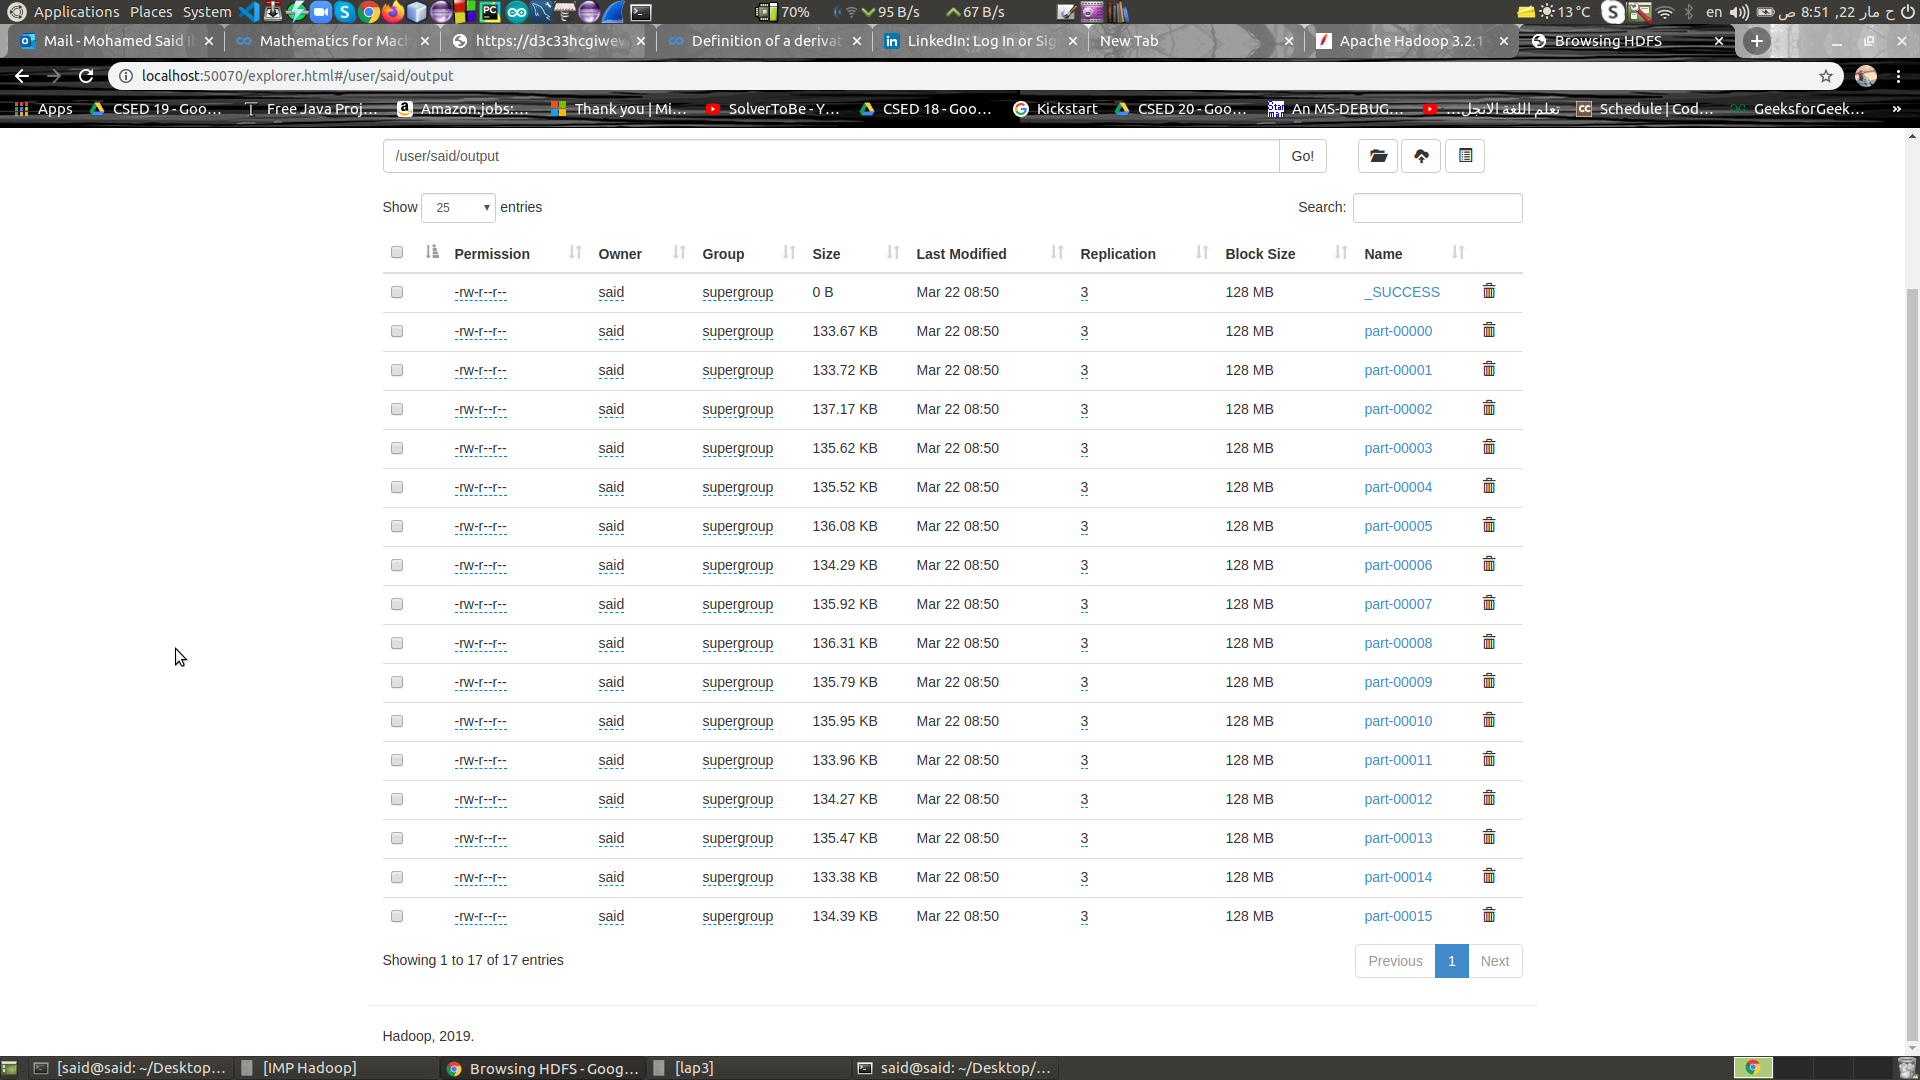 Applications Places System 70% 95 B/s 67 B/s 13 °C en ح مار 22, 8:51 ص
Mail - Mohamed Said I Mathematics for Mac https://d3c33hcgiwev Definition of a derivat LinkedIn: Log In or Sig New Tab Apache Hadoop 3.2.1 Browsing HDFS
localhost:50070/explorer.html#/user/said/output
Apps CSED 19 - Goo... Free Java Proj... Amazon.jobs:... Thank you | Mi... SolverToBe - Y... CSED 18 - Goo... Kickstart CSED 20 - Goo... An MS-DEBUG... تعلم اللغة الانجل... Schedule | Cod... GeeksforGeek... »
/user/said/output Go!
Show 25 entries Search:
Permission Owner Group Size Last Modified Replication Block Size Name
-rw-r--r-- said supergroup 0 B Mar 22 08:50 3 128 MB _SUCCESS
-rw-r--r-- said supergroup 133.67 KB Mar 22 08:50 3 128 MB part-00000
-rw-r--r-- said supergroup 133.72 KB Mar 22 08:50 3 128 MB part-00001
-rw-r--r-- said supergroup 137.17 KB Mar 22 08:50 3 128 MB part-00002
-rw-r--r-- said supergroup 135.62 KB Mar 22 08:50 3 128 MB part-00003
-rw-r--r-- said supergroup 135.52 KB Mar 22 08:50 3 128 MB part-00004
-rw-r--r-- said supergroup 136.08 KB Mar 22 08:50 3 128 MB part-00005
-rw-r--r-- said supergroup 134.29 KB Mar 22 08:50 3 128 MB part-00006
-rw-r--r-- said supergroup 135.92 KB Mar 22 08:50 3 128 MB part-00007
-rw-r--r-- said supergroup 136.31 KB Mar 22 08:50 3 128 MB part-00008
-rw-r--r-- said supergroup 135.79 KB Mar 22 08:50 3 128 MB part-00009
-rw-r--r-- said supergroup 135.95 KB Mar 22 08:50 3 128 MB part-00010
-rw-r--r-- said supergroup 133.96 KB Mar 22 08:50 3 128 MB part-00011
-rw-r--r-- said supergroup 134.27 KB Mar 22 08:50 3 128 MB part-00012
-rw-r--r-- said supergroup 135.47 KB Mar 22 08:50 3 128 MB part-00013
-rw-r--r-- said supergroup 133.38 KB Mar 22 08:50 3 128 MB part-00014
-rw-r--r-- said supergroup 134.39 KB Mar 22 08:50 3 128 MB part-00015
Showing 1 to 17 of 17 entries Previous 1 Next
Hadoop, 2019.
[said@said: ~/Desktop... [IMP Hadoop] Browsing HDFS - Goog... [lap3] said@said: ~/Desktop/...